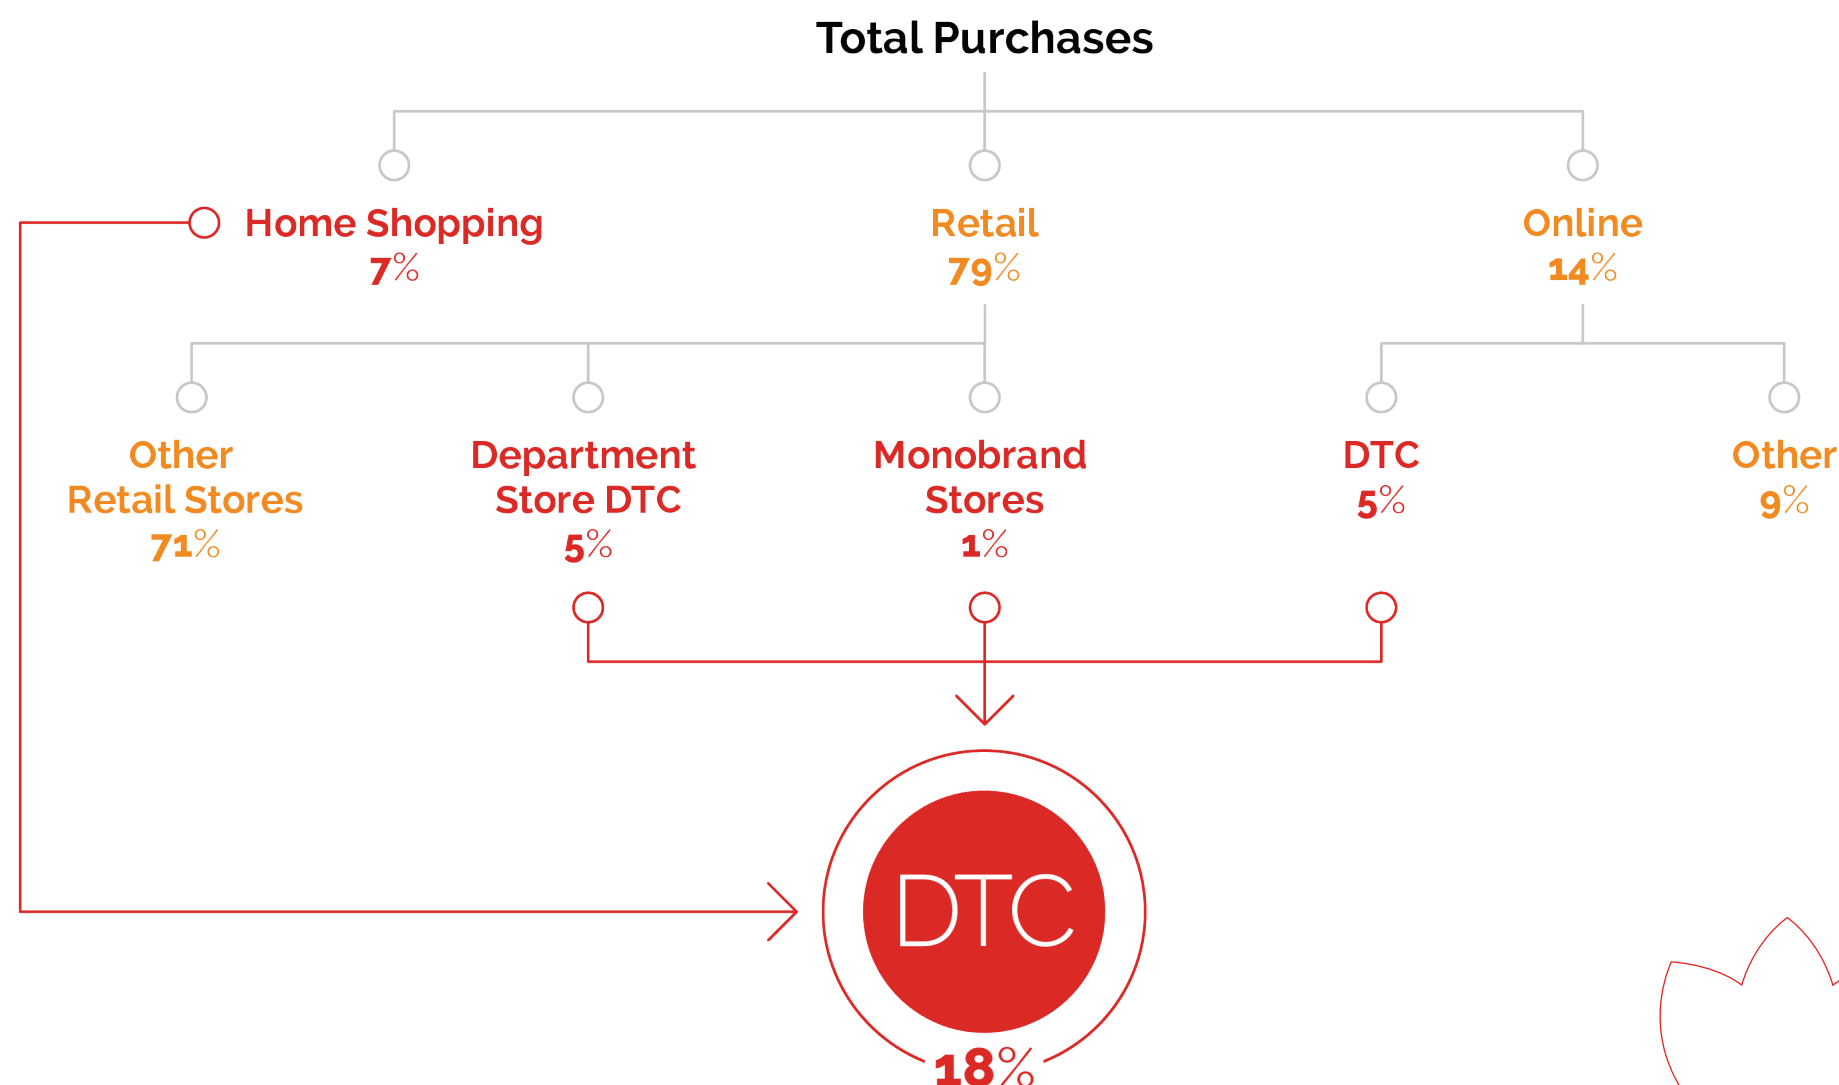 Total Purchases
Home Shopping
7%
Retail
79%
Online
14%
Other
Retail Stores
71%
Department
Store DTC
5%
Monobrand
Stores
1%
DTC
5%
Other
9%
DTC
18%